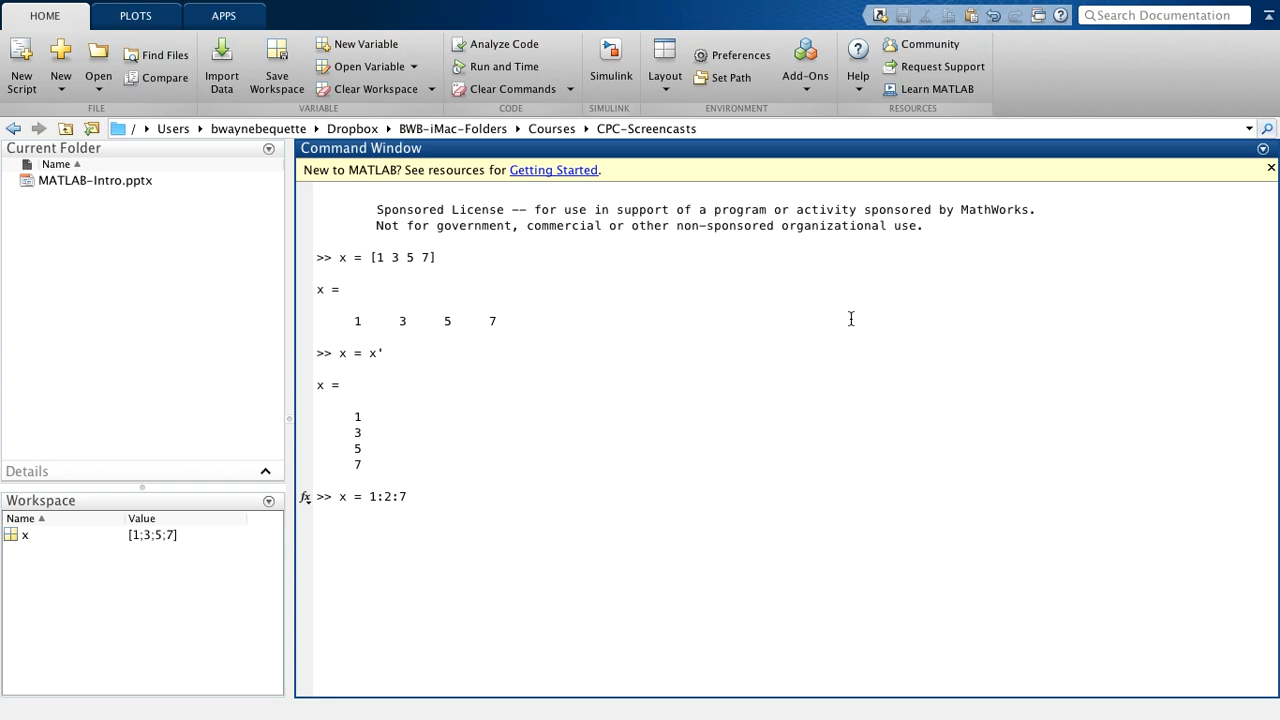 HOME PLOTS APPS
Search Documentation
New Script
New
Open
Find Files
Compare
Import Data
Save Workspace
New Variable
Open Variable
Clear Workspace
Analyze Code
Run and Time
Clear Commands
Simulink
Layout
Preferences
Set Path
Add-Ons
Help
Community
Request Support
Learn MATLAB
FILE VARIABLE CODE SIMULINK ENVIRONMENT RESOURCES
/ Users bwaynebequette Dropbox BWB-iMac-Folders Courses CPC-Screencasts
Current Folder
Name
MATLAB-Intro.pptx
Details
Workspace
Name Value
x [1;3;5;7]
Command Window
New to MATLAB? See resources for Getting Started.
Sponsored License -- for use in support of a program or activity sponsored by MathWorks.
Not for government, commercial or other non-sponsored organizational use.
>> x = [1 3 5 7]
x =
1 3 5 7
>> x = x'
x =
1
3
5
7
fx >> x = 1:2:7